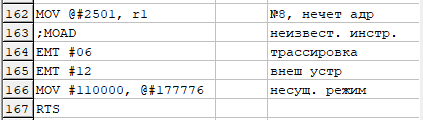 162 MOV @#2501, r1 №8, нечет адр
163 ;MOAD неизвест. инстр.
164 EMT #06 трассировка
165 EMT #12 внеш устр
166 MOV #110000, @#177776 несущ. режим
167 RTS